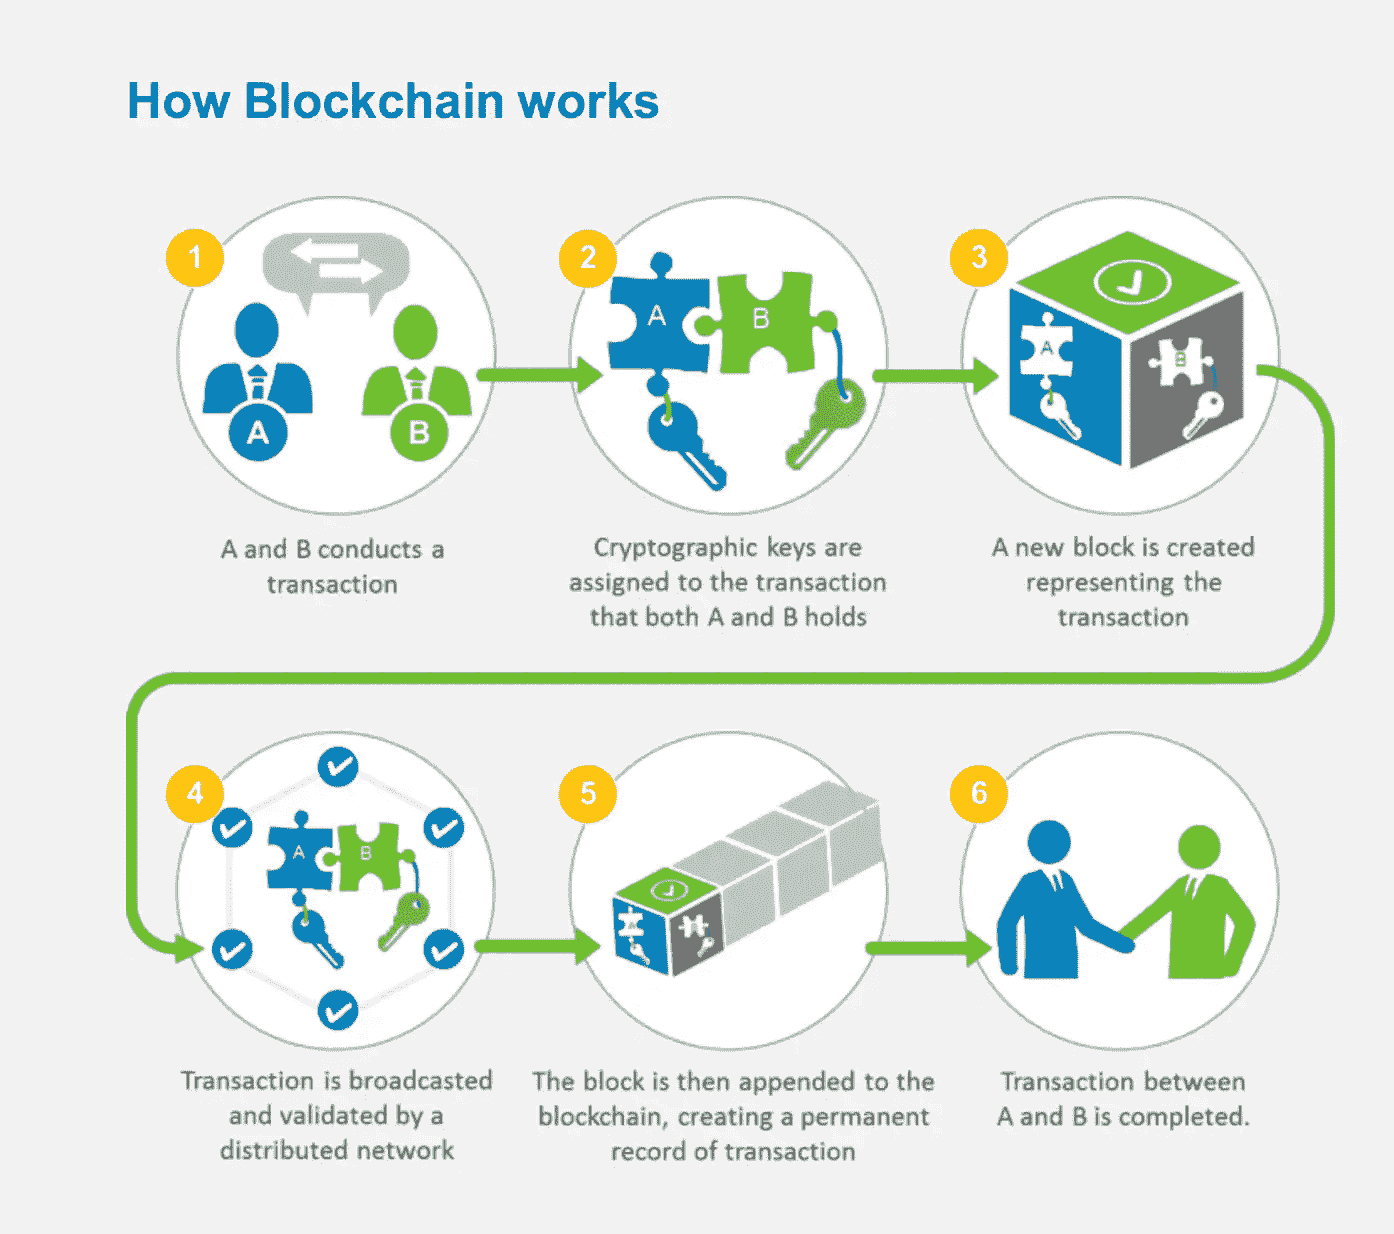 How Blockchain works
1
2
3
A
B
A
B
A
B
A and B conducts a
transaction
Cryptographic keys are
assigned to the transaction
that both A and B holds
A new block is created
representing the
transaction
4
5
6
A
B
Transaction is broadcasted
and validated by a
distributed network
The block is then appended to the
blockchain, creating a permanent
record of transaction
Transaction between
A and B is completed.